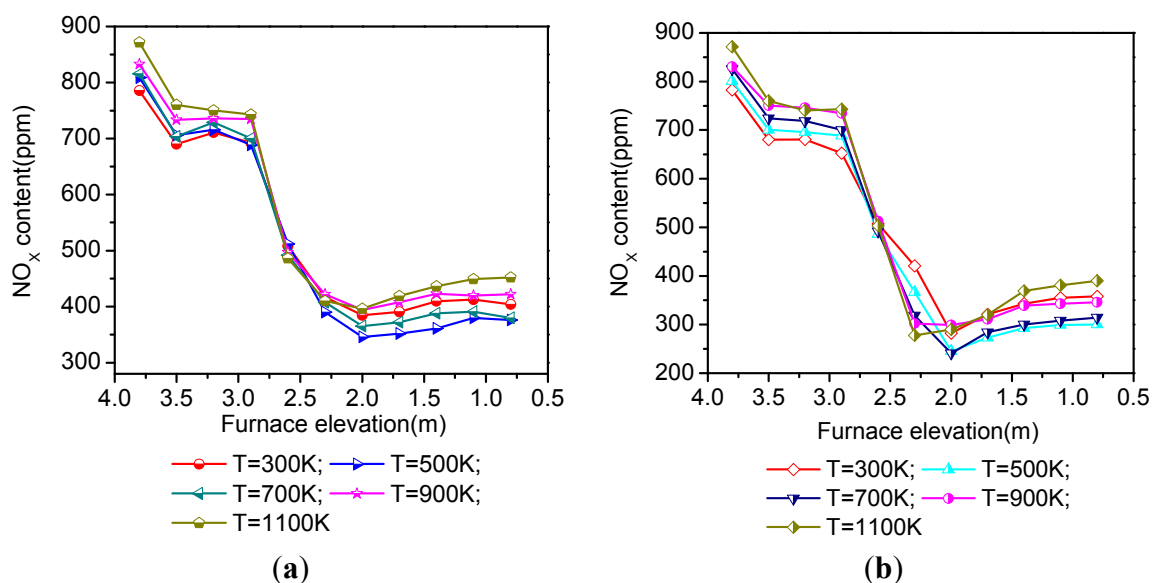 900
800
700
600
500
400
300
4.0 3.5 3.0 2.5 2.0 1.5 1.0 0.5
NOX content(ppm)
Furnace elevation(m)
T=300K; T=500K;
T=700K; T=900K;
T=1100K
(a)
900
800
700
600
500
400
300
200
4.0 3.5 3.0 2.5 2.0 1.5 1.0 0.5
NOX content(ppm)
Furnace elevation(m)
T=300K; T=500K;
T=700K; T=900K;
T=1100K
(b)